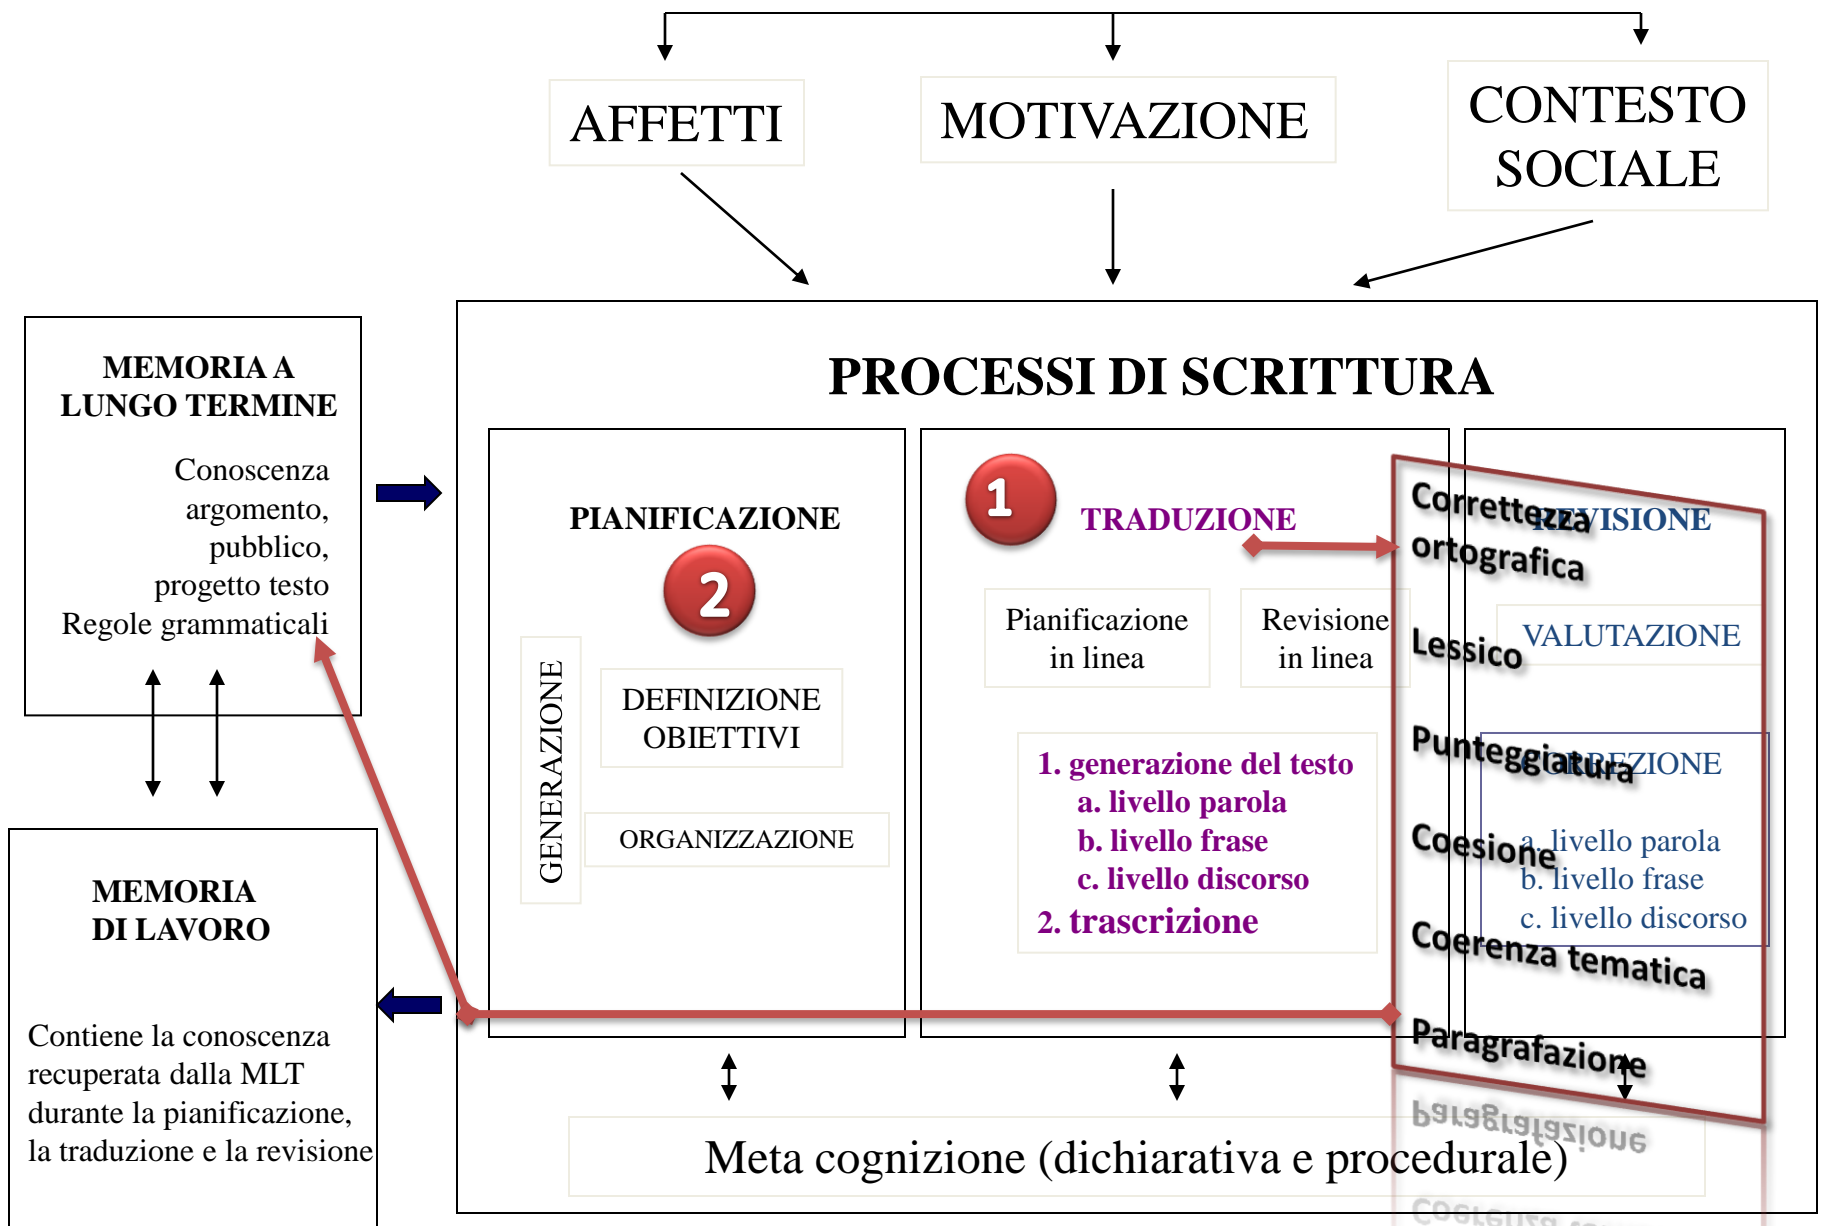 AFFETTI
MOTIVAZIONE
CONTESTO
SOCIALE
MEMORIA A
LUNGO TERMINE
Conoscenza
argomento,
pubblico,
progetto testo
Regole grammaticali
MEMORIA
DI LAVORO
Contiene la conoscenza
recuperata dalla MLT
durante la pianificazione,
la traduzione e la revisione
PROCESSI DI SCRITTURA
PIANIFICAZIONE
2
GENERAZIONE
DEFINIZIONE
OBIETTIVI
ORGANIZZAZIONE
1
TRADUZIONE
Pianificazione
in linea
Revisione
in linea
1. generazione del testo
a. livello parola
b. livello frase
c. livello discorso
2. trascrizione
REVISIONE
VALUTAZIONE
CORREZIONE
a. livello parola
b. livello frase
c. livello discorso
Correttezza
ortografica
Lessico
Punteggiatura
Coesione
Coerenza tematica
Paragrafazione
Meta cognizione (dichiarativa e procedurale)